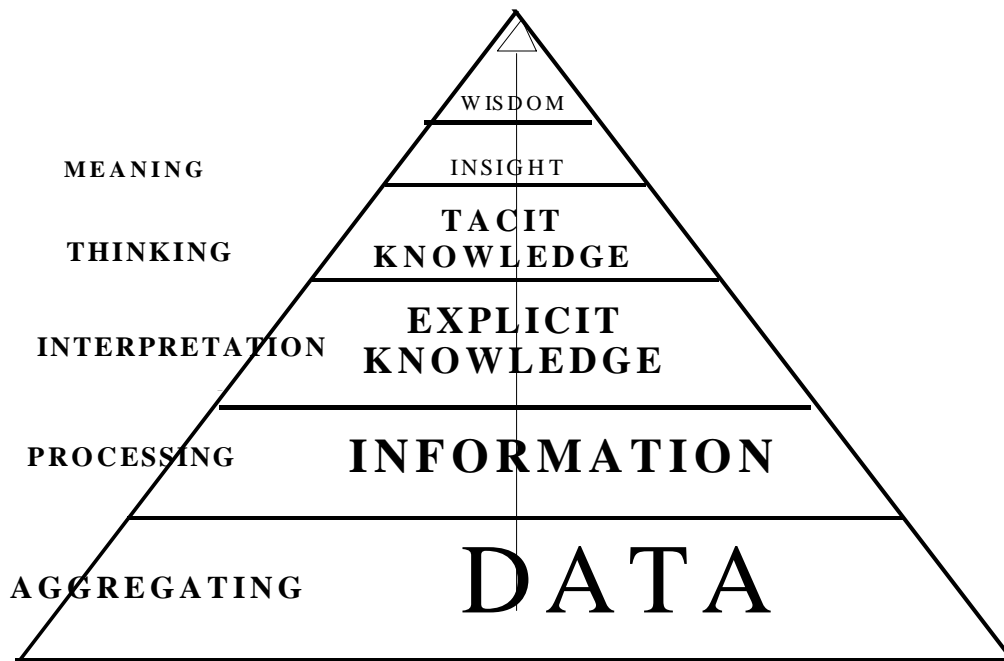 WISDOM
MEANING INSIGHT
TACIT
THINKING KNOWLEDGE
EXPLICIT
INTERPRETATION KNOWLEDGE
PROCESSING INFORMATION
AGGREGATING DATA